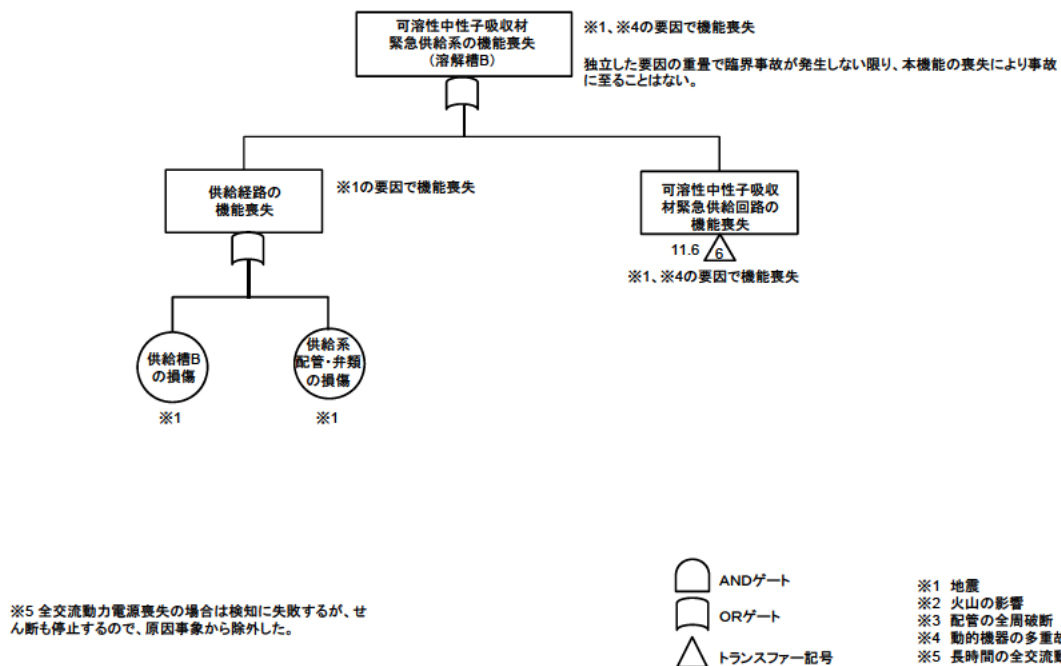 可溶性中性子吸収材
緊急供給系の機能喪失
(溶解槽B)
※1、※4の要因で機能喪失
独立した要因の重畳で臨界事故が発生しない限り、本機能の喪失により事故
に至ることはない。
供給経路の
機能喪失
※1の要因で機能喪失
可溶性中性子吸収
材緊急供給回路の
機能喪失
11.6
6
※1、※4の要因で機能喪失
供給槽B
の損傷
※1
供給系
配管・弁類
の損傷
※1
※5 全交流動力電源喪失の場合は検知に失敗するが、せ
ん断も停止するので、原因事象から除外した。
ANDゲート
ORゲート
トランスファー記号
※1 地震
※2 火山の影響
※3 配管の全周破断
※4 動的機器の多重故
※5 長時間の全交流動